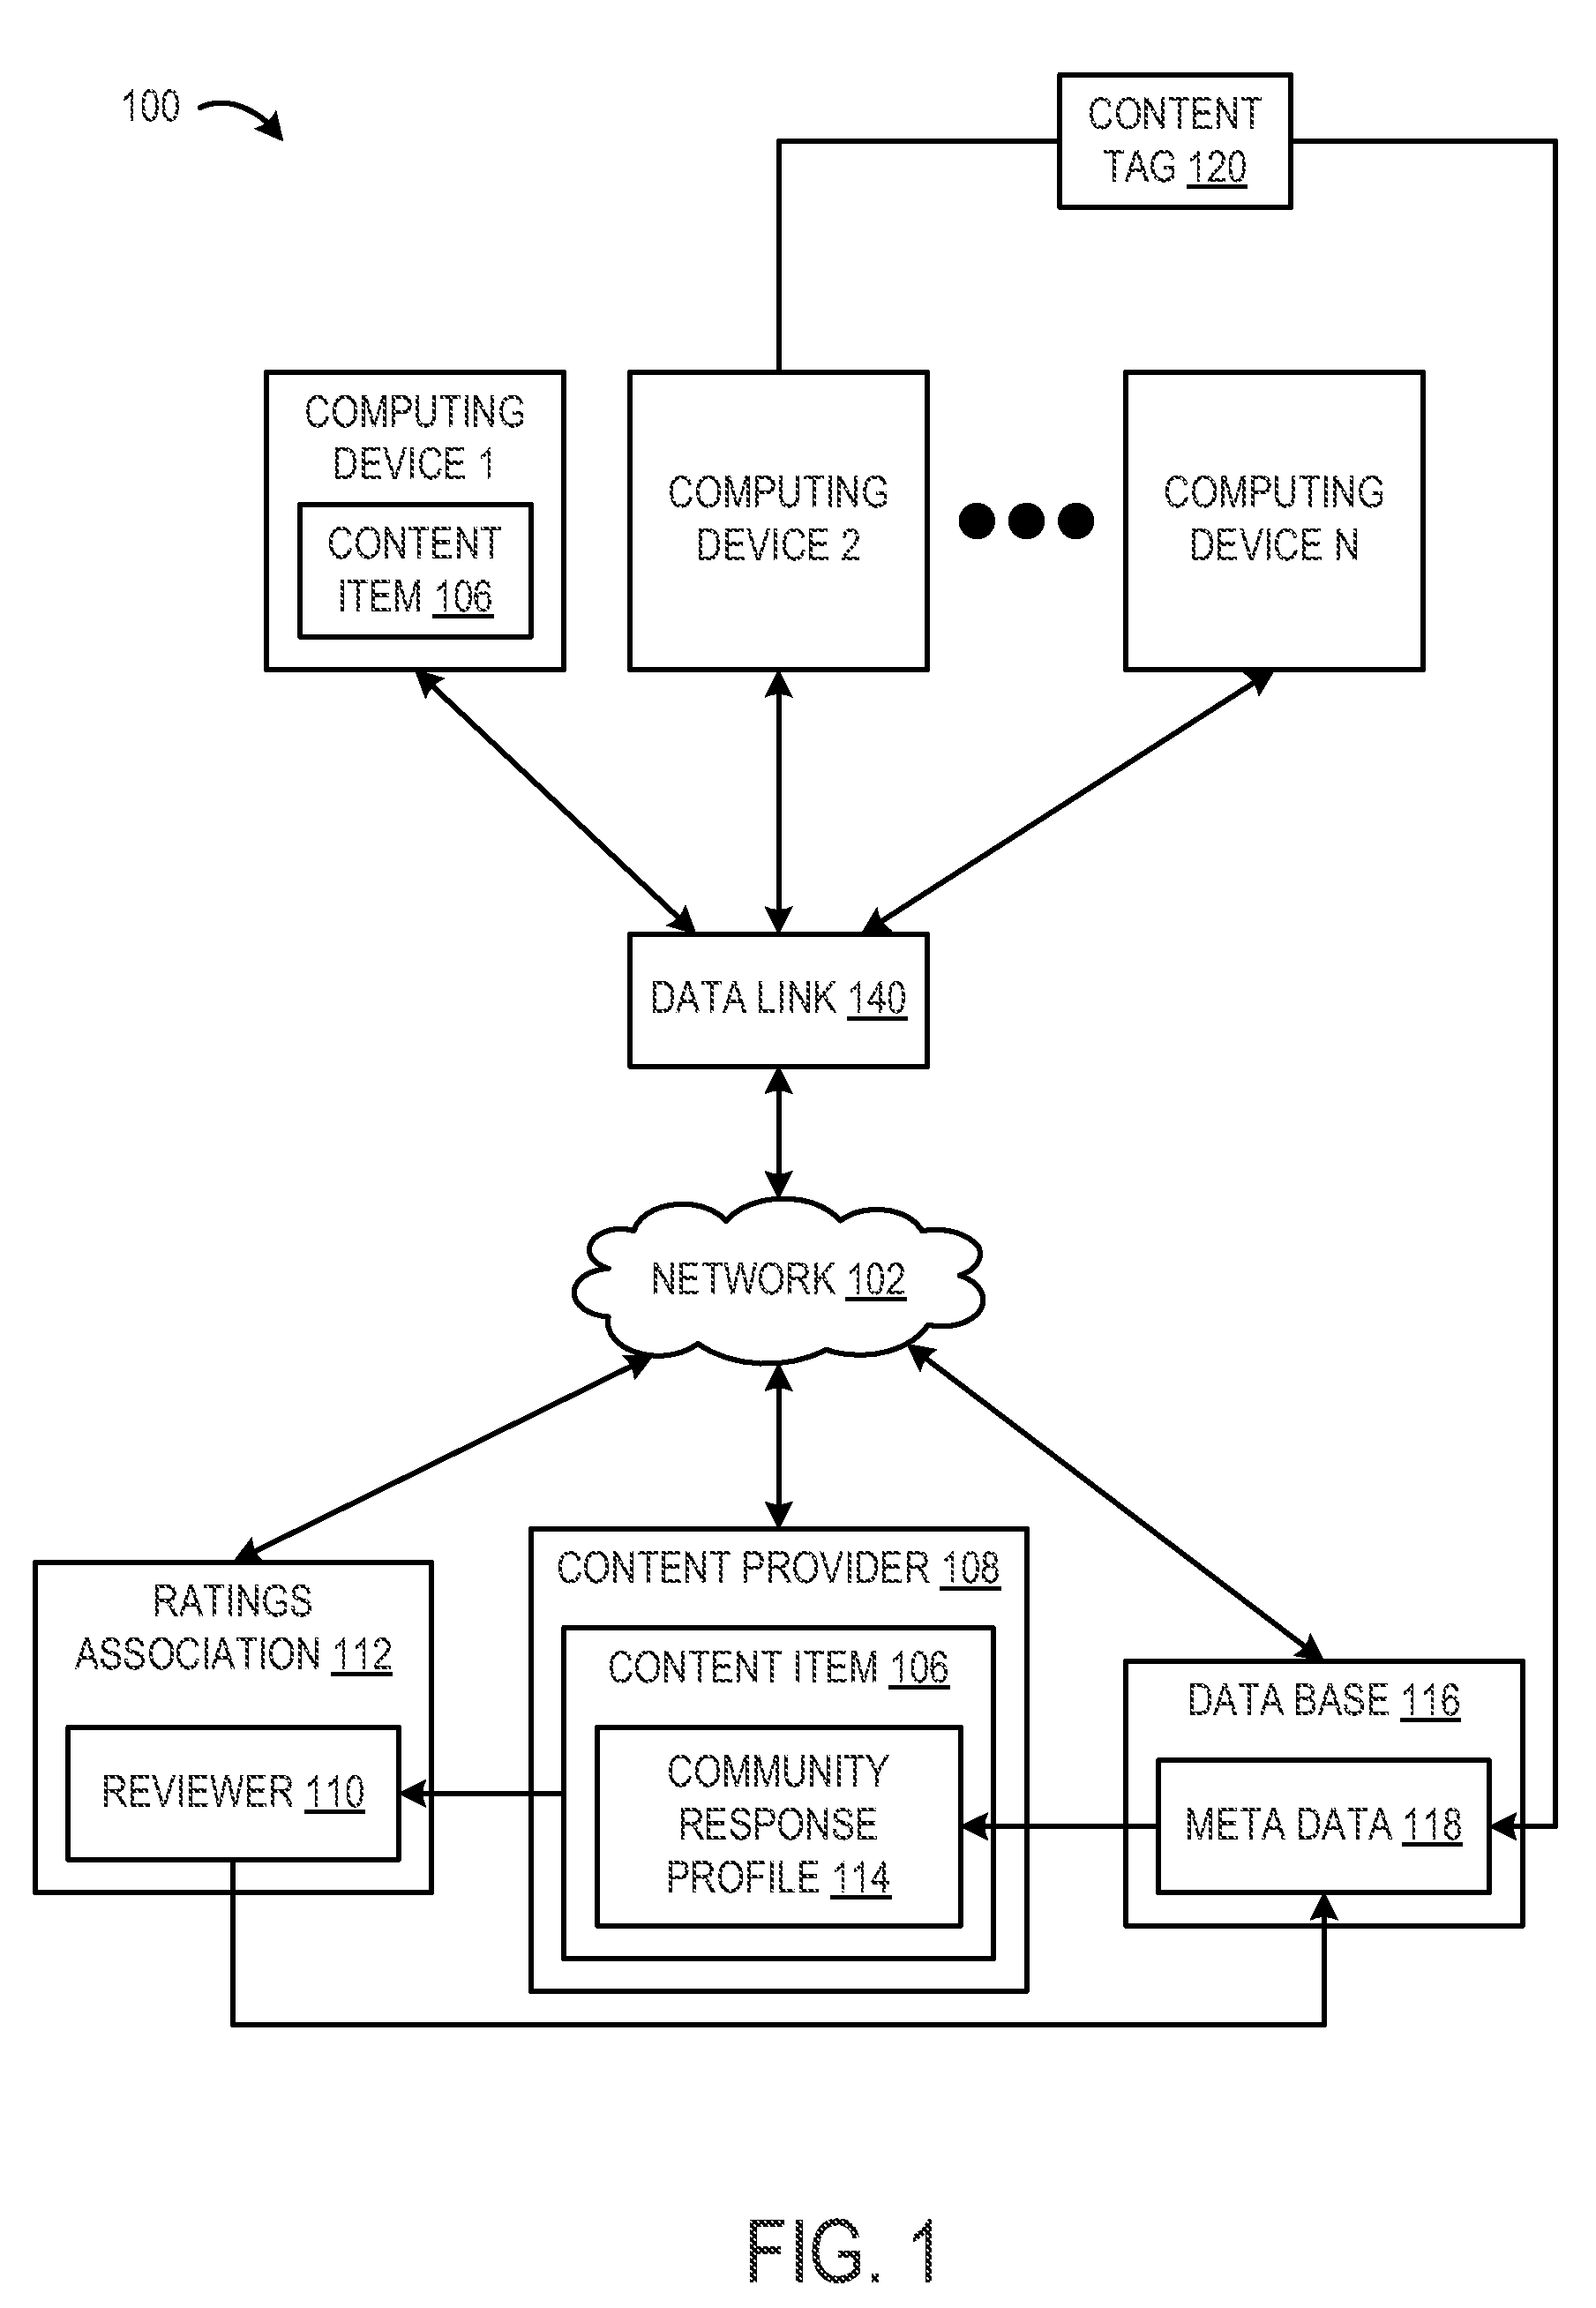 100
CONTENT
TAG 120
COMPUTING
DEVICE 1
CONTENT
ITEM 106
COMPUTING
DEVICE 2
COMPUTING
DEVICE N
DATA LINK 140
NETWORK 102
RATINGS
ASSOCIATION 112
REVIEWER 110
CONTENT PROVIDER 108
CONTENT ITEM 106
COMMUNITY
RESPONSE
PROFILE 114
DATA BASE 116
META DATA 118
FIG. 1